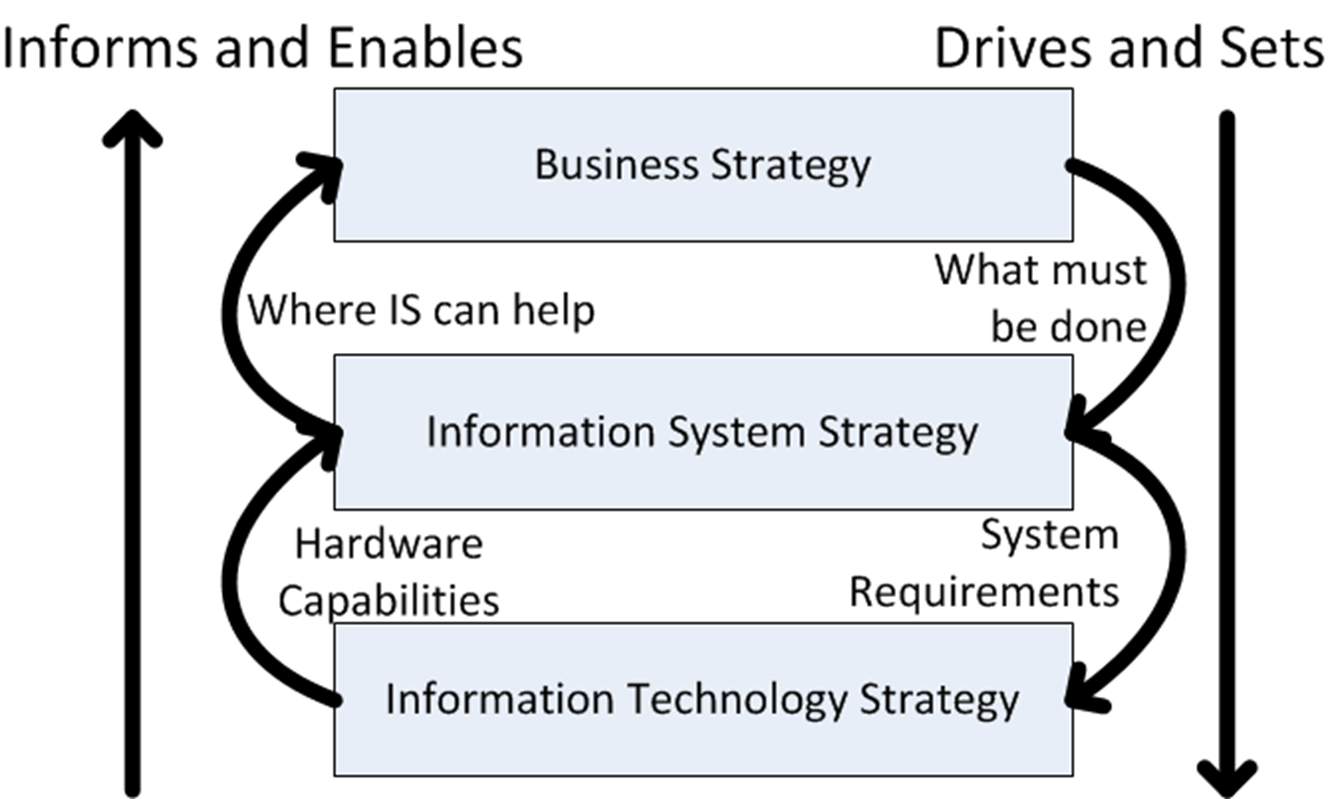 Informs and Enables
Drives and Sets
Business Strategy
What must
be done
Where IS can help
Information System Strategy
Hardware
Capabilities
System
Requirements
Information Technology Strategy